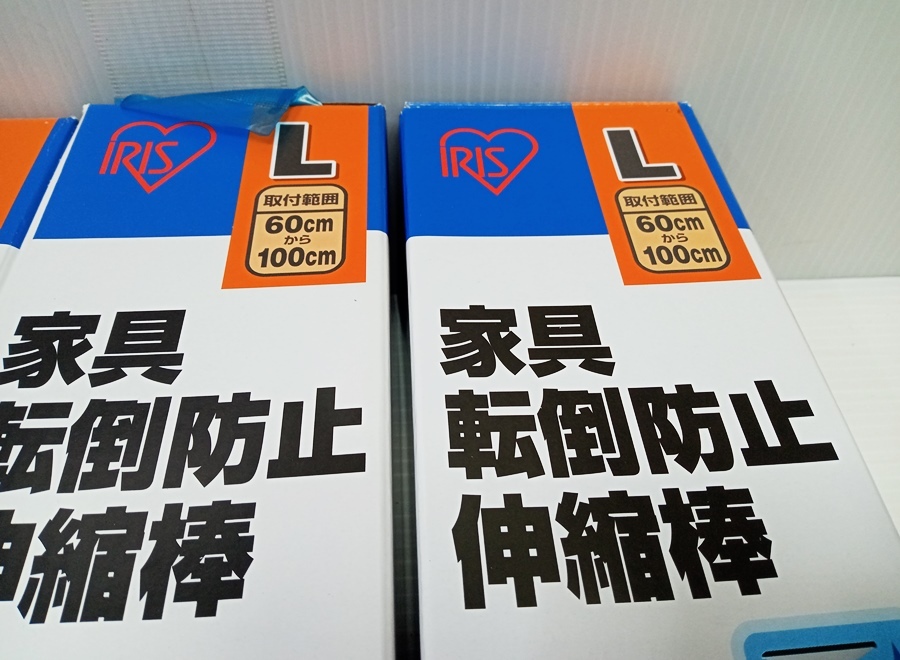 IRIS
L
取付範囲
60cm
から
100cm
家具
転倒防止
伸縮棒
IRIS
L
取付範囲
60cm
から
100cm
家具
転倒防止
伸縮棒